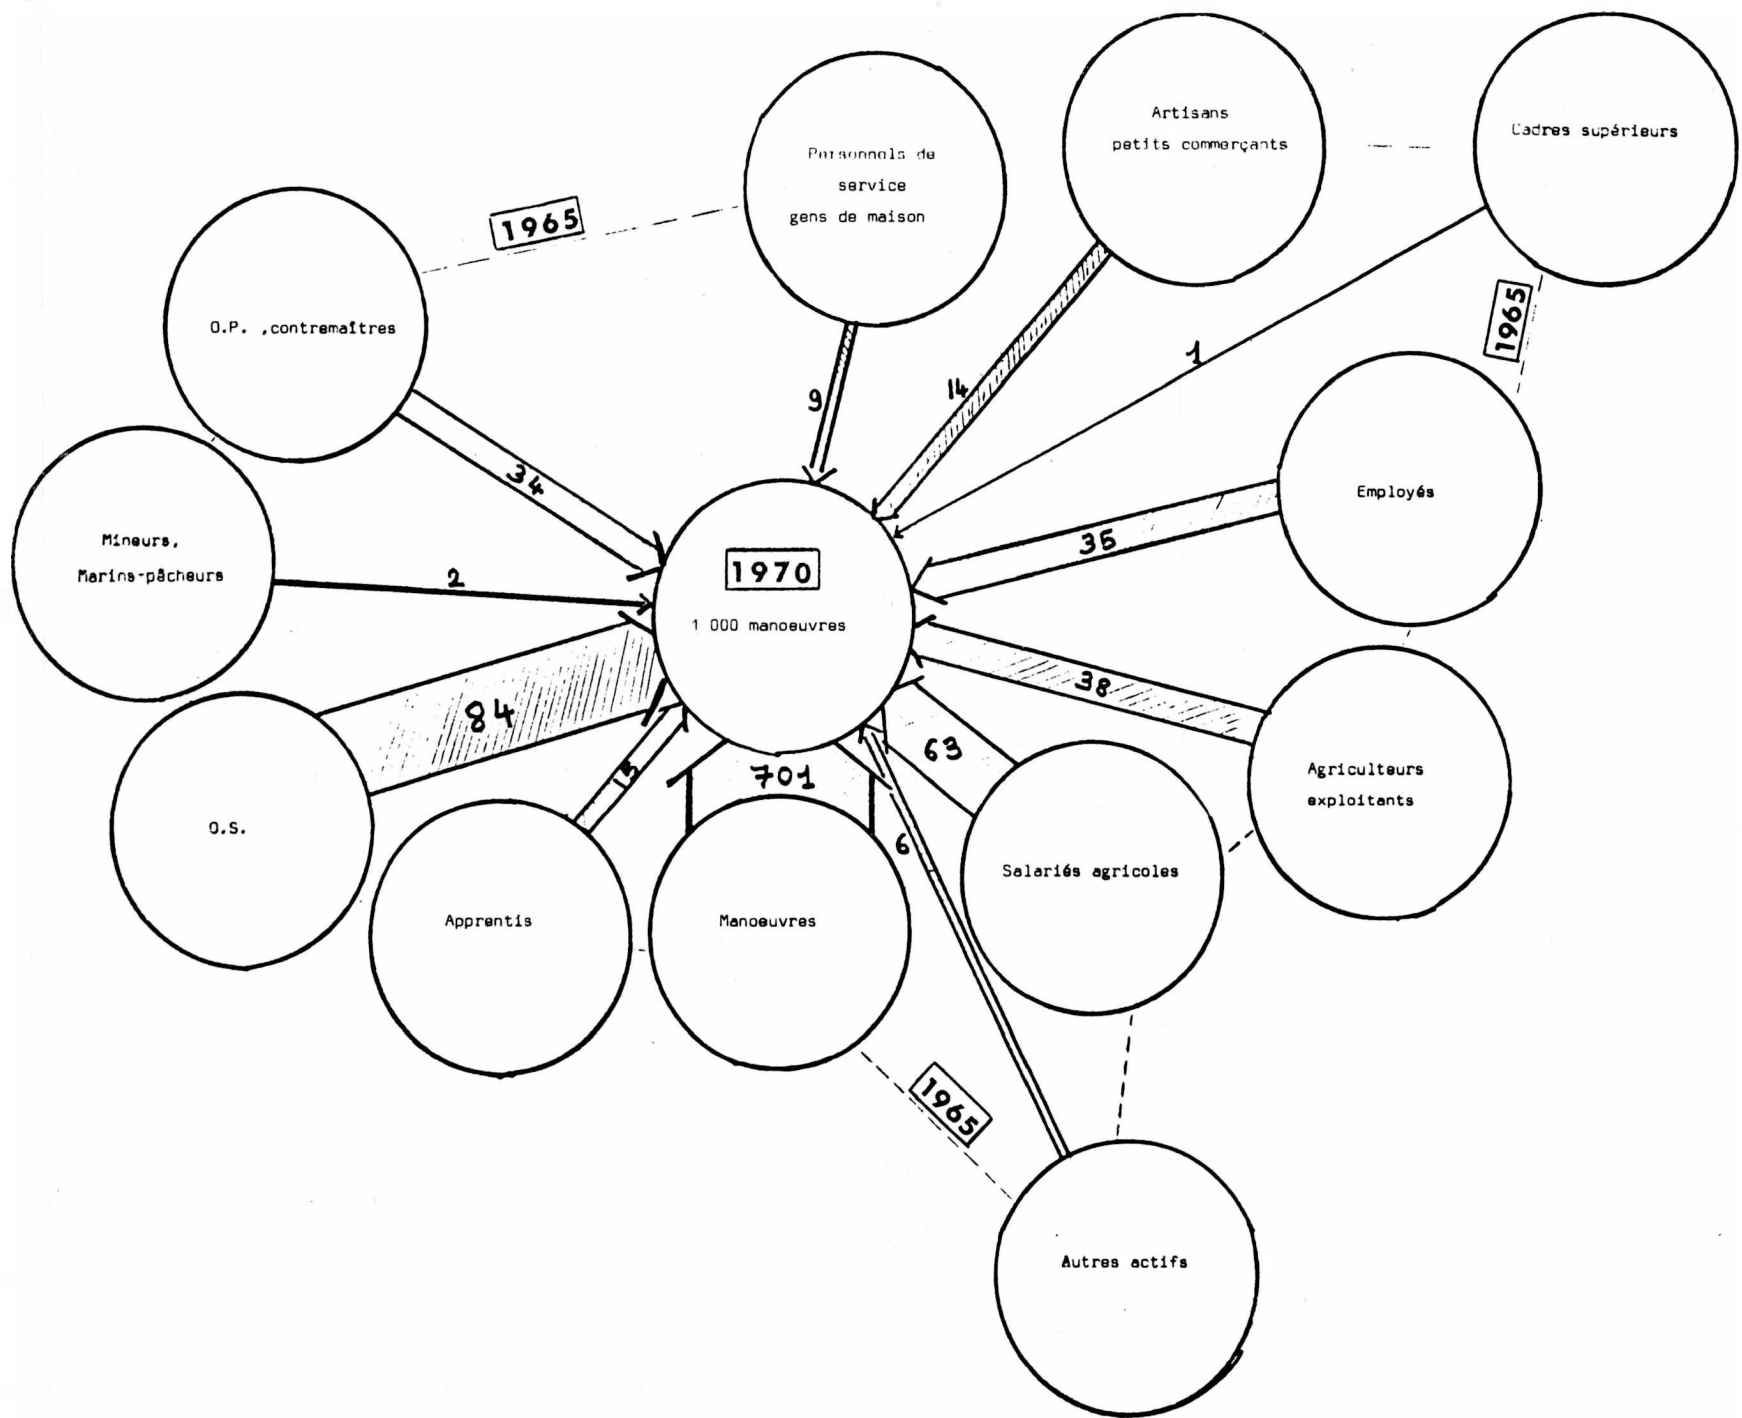 Artisans
petits commerçants
Cadres supérieurs
Personnels de
service
gens de maison
1965
O.P. ,contremaîtres
1965
1
14
9
34
Employés
Mineurs,
Marins-pêcheurs
2
35
1970
1 000 manoeuvres
38
84
63
15
701
6
Agriculteurs
exploitants
O.S.
Salariés agricoles
Apprentis
Manoeuvres
1965
Autres actifs